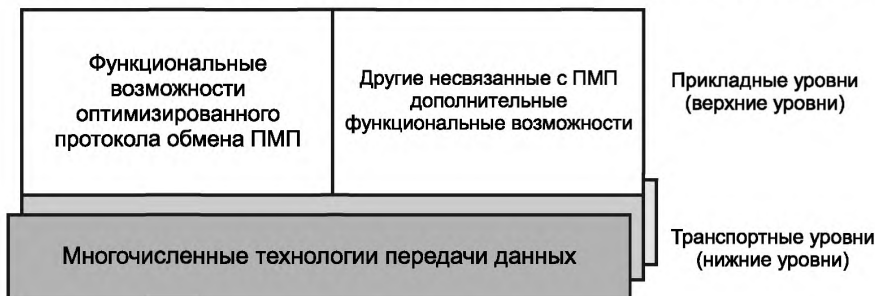 Функциональные
возможности
оптимизированного
протокола обмена ПМП
Другие несвязанные с ПМП
дополнительные
функциональные возможности
Прикладные уровни
(верхние уровни)
Многочисленные технологии передачи данных
Транспортные уровни
(нижние уровни)